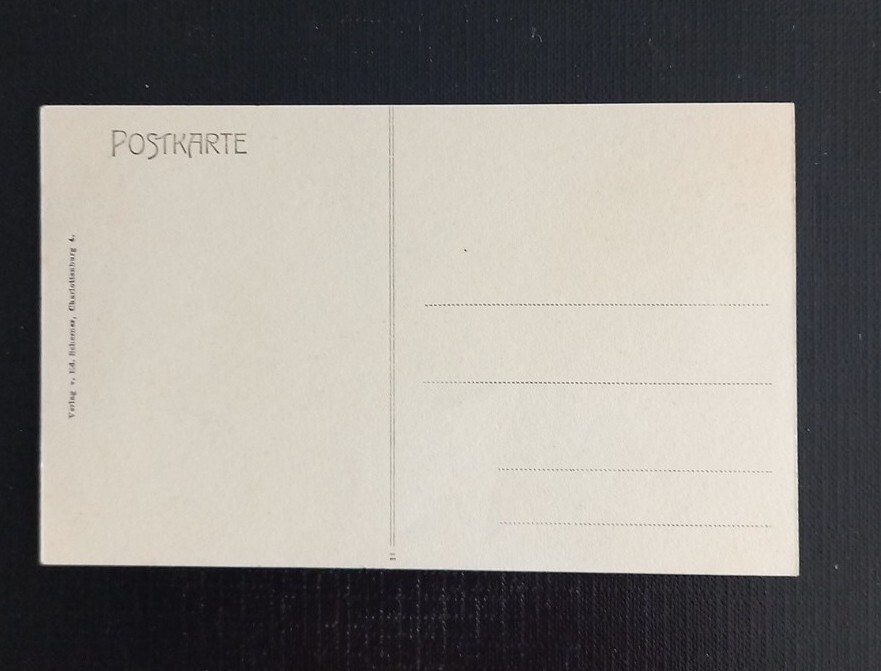 POSTKARTE
Verlag v. Ed. Charlottenburg 4.